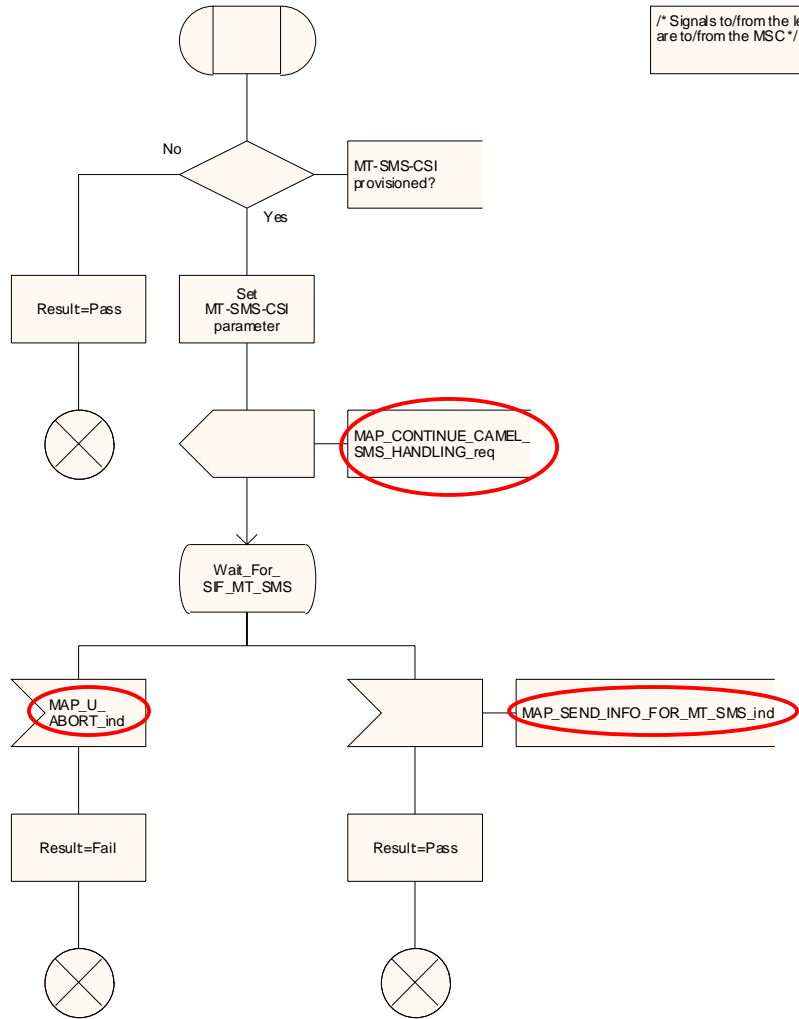 /* Signals to/from the le
are to/from the MSC */
No
MT-SMS-CSI
provisioned?
Yes
Result=Pass
Set
MT-SMS-CSI
parameter
MAP_CONTINUE_CAMEL_
SMS_HANDLING_req
Wait_For_
SIF_MT_SMS
MAP_U_
ABORT_ind
MAP_SEND_INFO_FOR_MT_SMS_ind
Result=Fail
Result=Pass